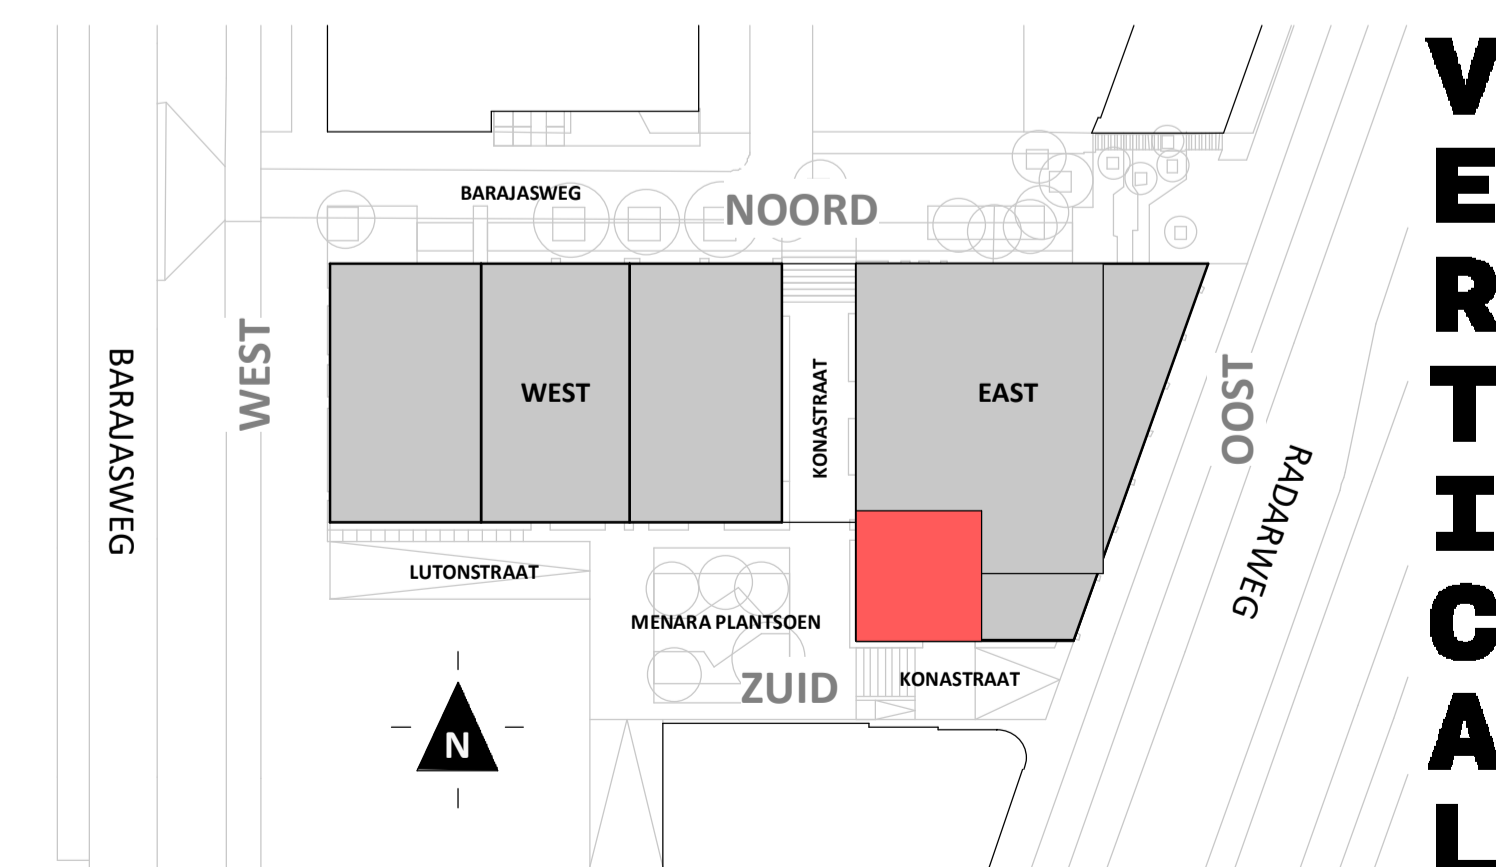 BARAJASWEG
NOORD
WEST
BARAJASWEG
WEST
KONASTRAAT
EAST
OOST
RADARWEG
LUTONSTRAAT
MENARA PLANTSOEN
ZUID
KONASTRAAT
N
VERTICAL